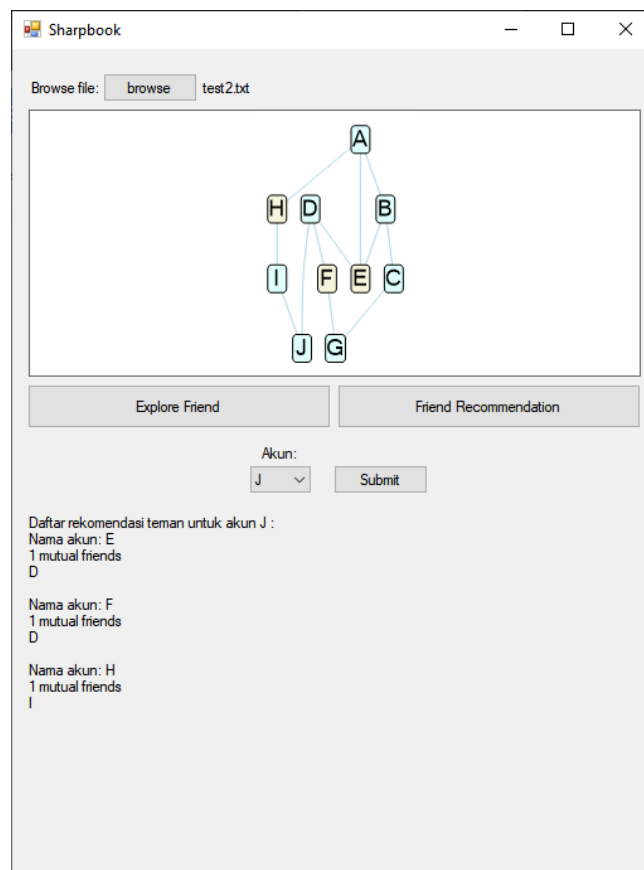 Sharpbook
Browse file: browse test2.txt
A
H D B
I F E C
J G
Explore Friend Friend Recommendation
Akun:
J Submit
Daftar rekomendasi teman untuk akun J :
Nama akun: E
1 mutual friends
D
Nama akun: F
1 mutual friends
D
Nama akun: H
1 mutual friends
I